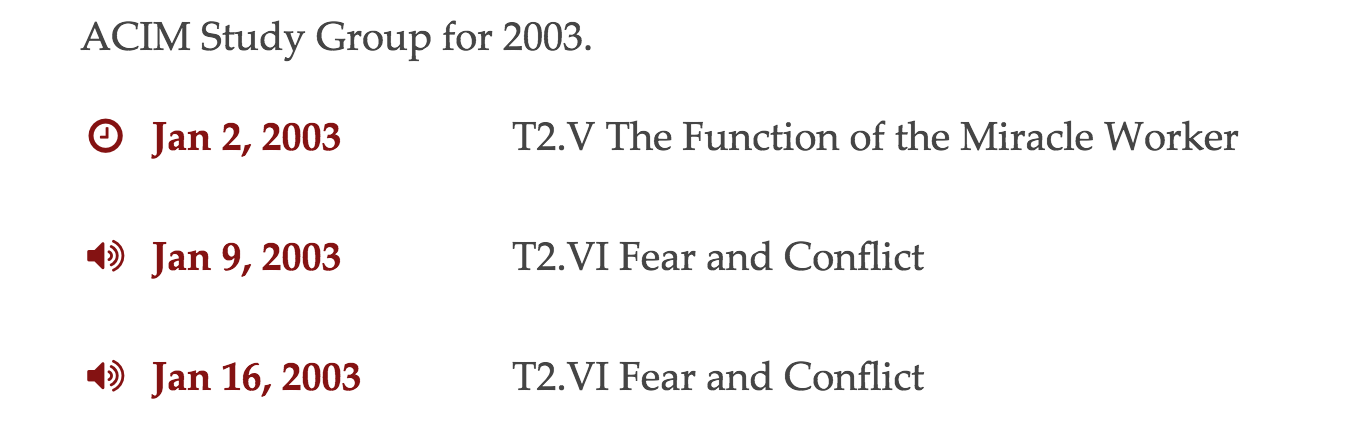 ACIM Study Group for 2003.
Jan 2, 2003 T2.V The Function of the Miracle Worker
Jan 9, 2003 T2.VI Fear and Conflict
Jan 16, 2003 T2.VI Fear and Conflict